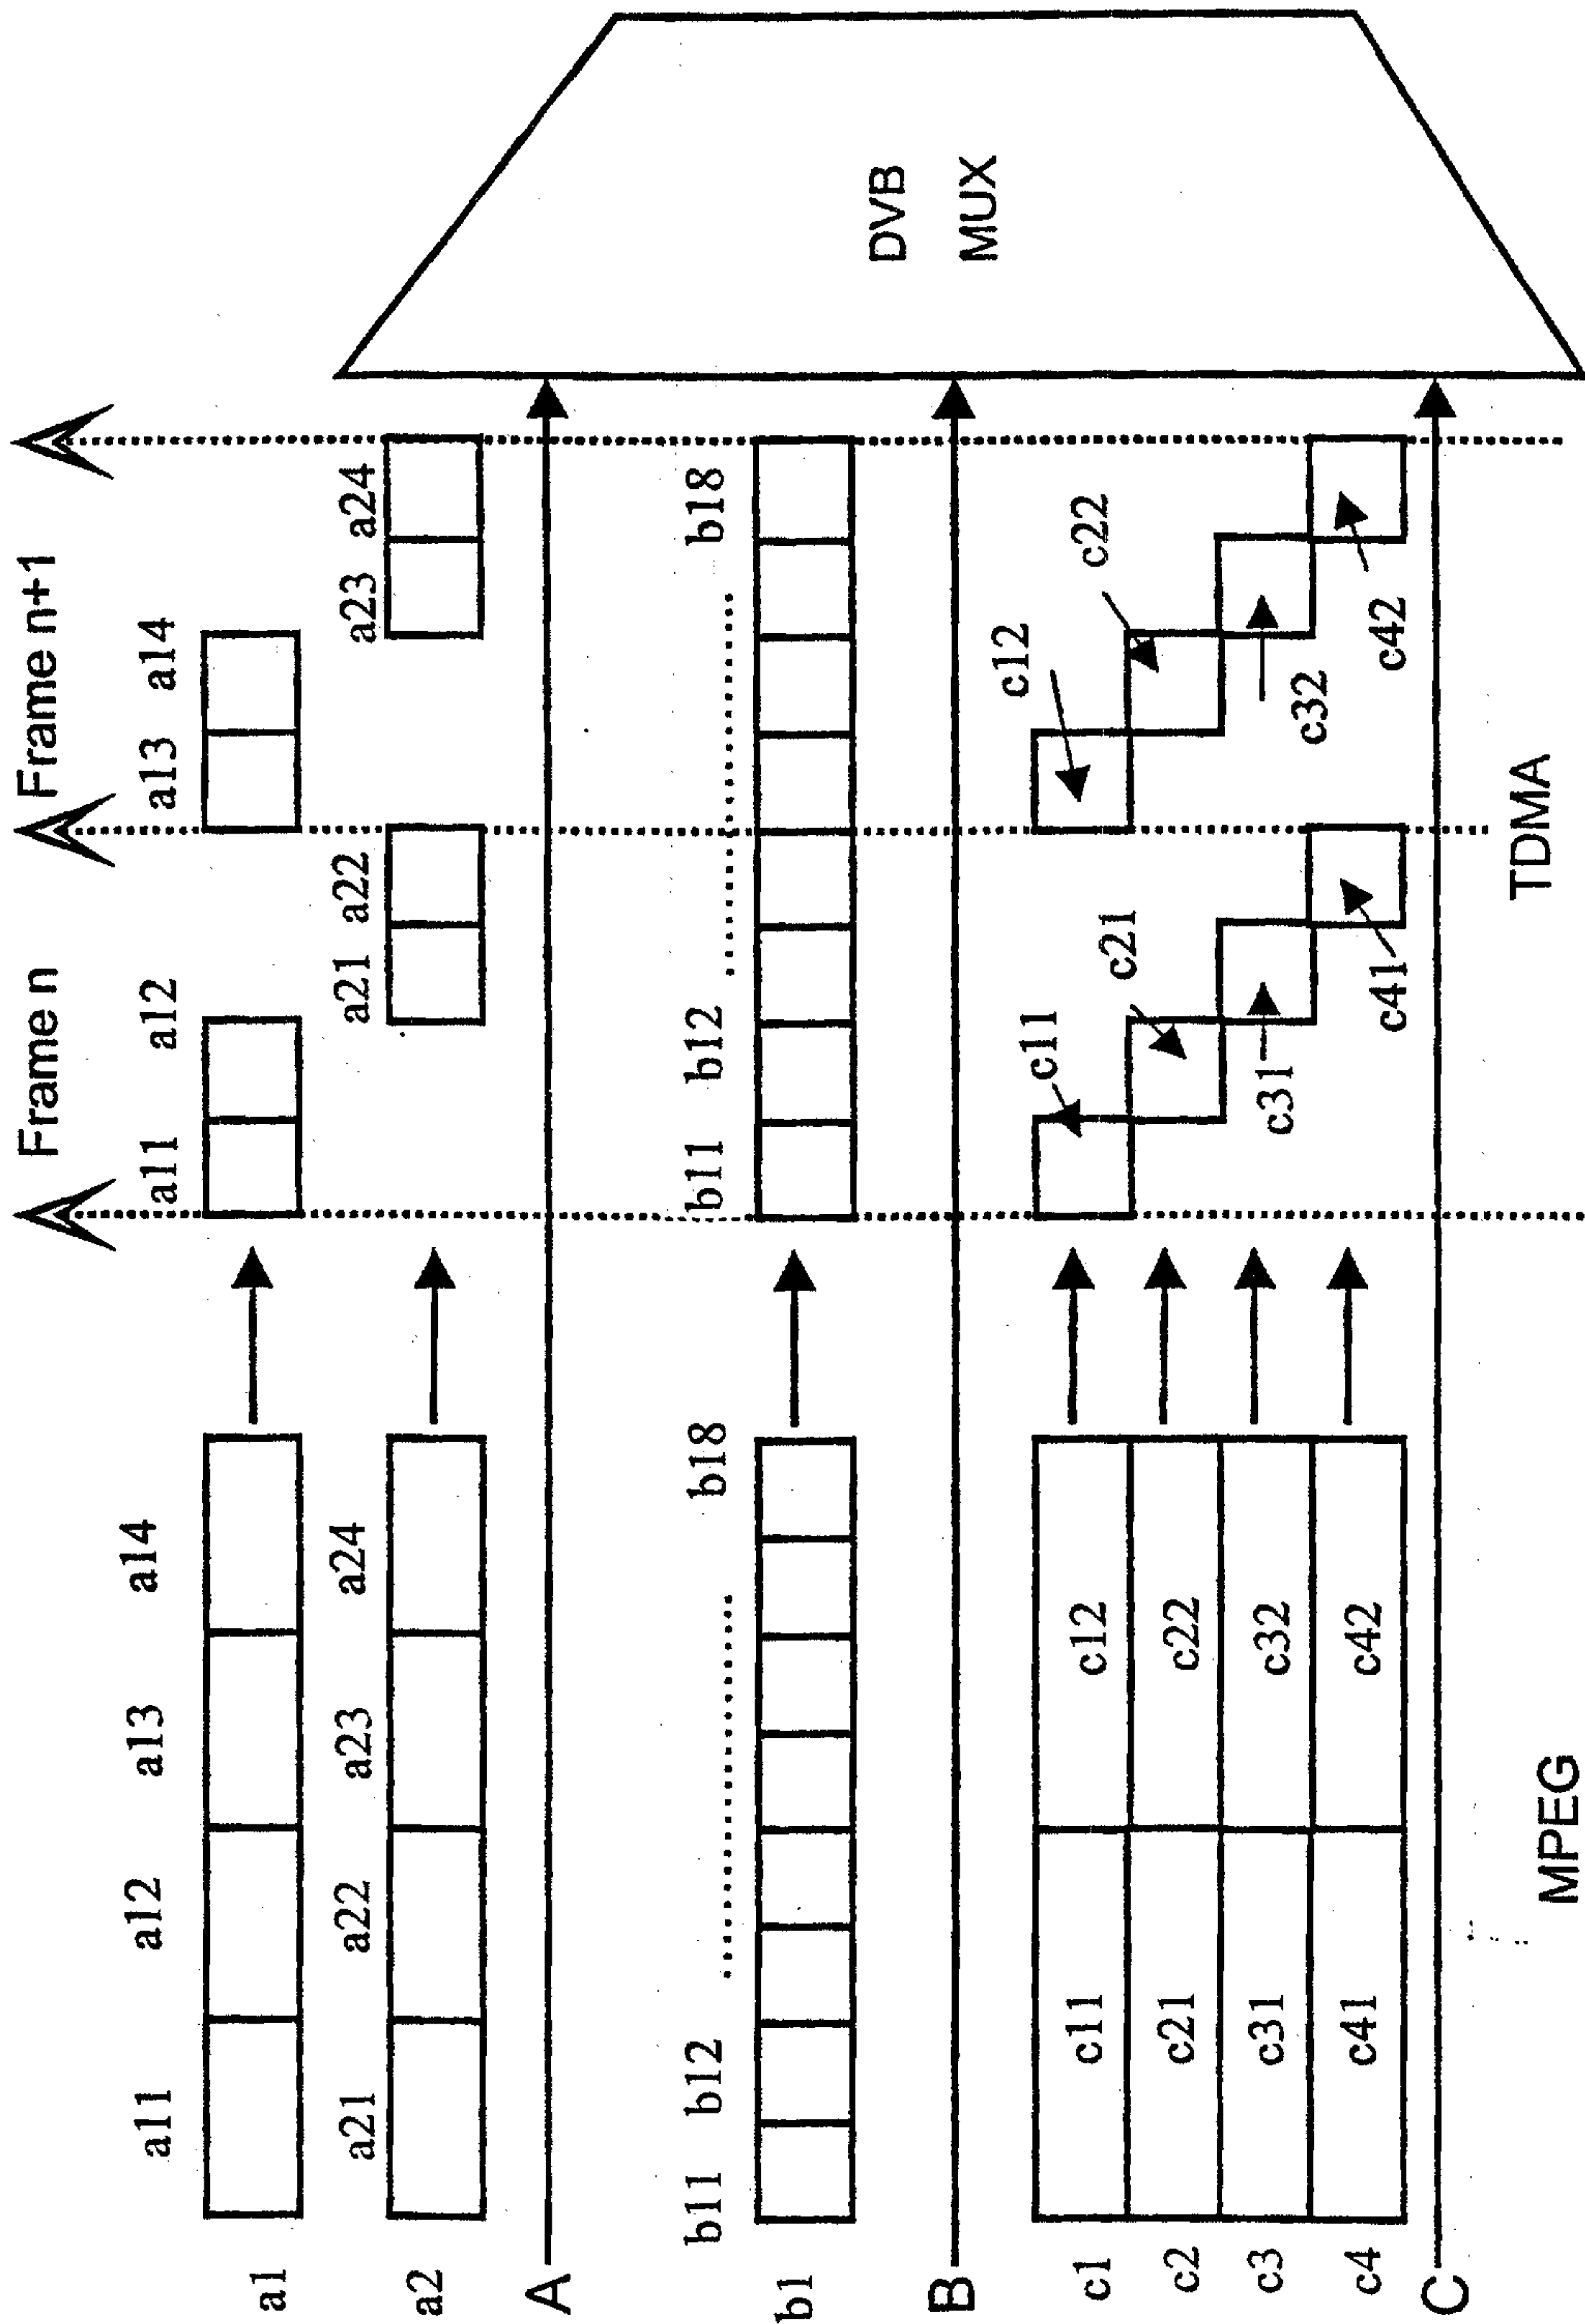 Frame n
Frame n+1
a11 a12 a13 a14
a11 a12 a13 a14
a1
a21 a22 a23 a24
a21 a22 a23 a24
a2
A
b11 b12 ........ b18
b11 b12 ........ b18
b1
B
DVB
MUX
c1
c11 c12
c11
c12
c2
c21 c22
c21
c22
c3
c31 c32
c31
c32
c4
c41 c42
c41
c42
C
MPEG
TDMA